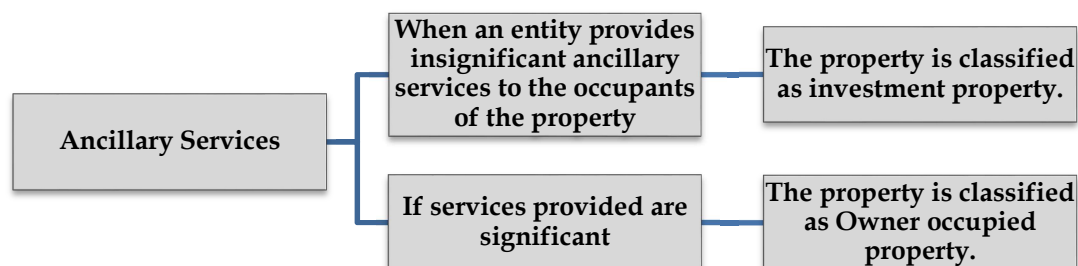 Ancillary Services
When an entity provides
insignificant ancillary
services to the occupants
of the property
The property is classified
as investment property.
If services provided are
significant
The property is classified
as Owner occupied
property.